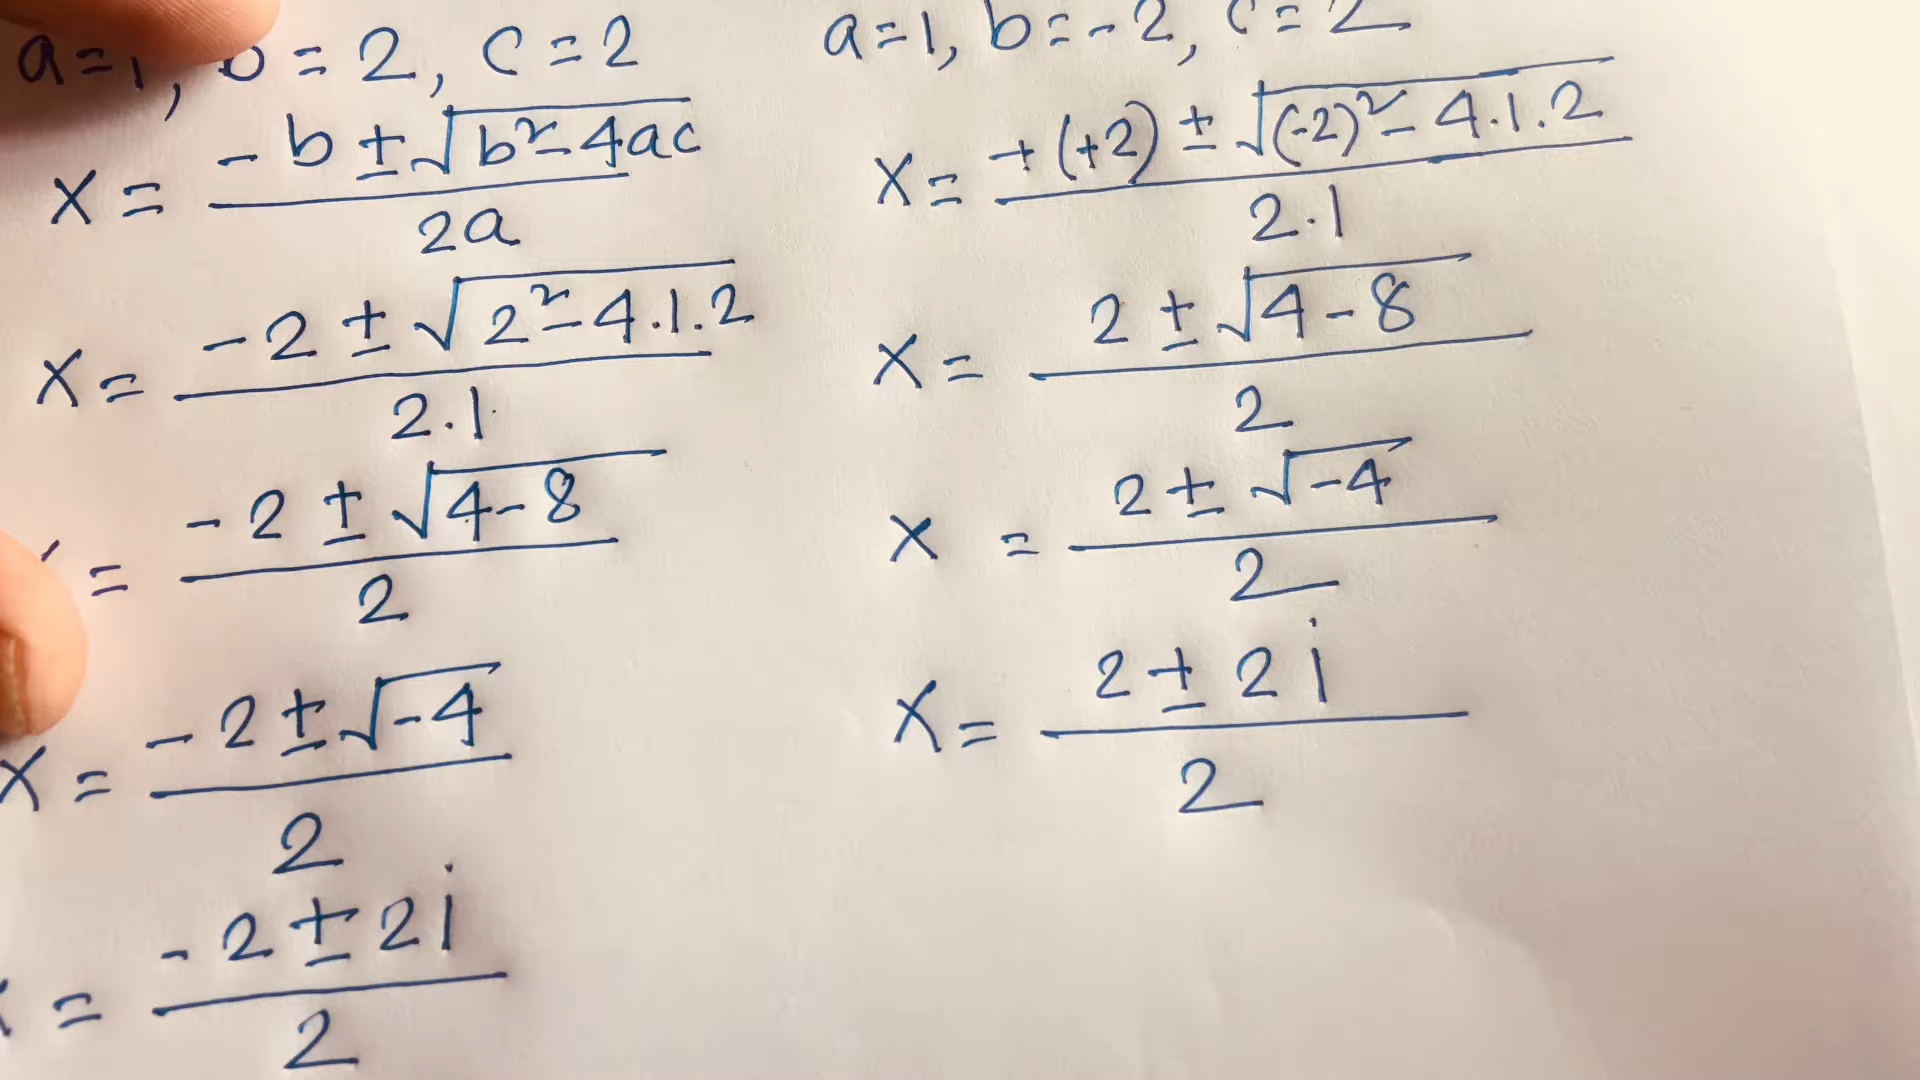 a=1, b=2, c=2
x = (-b ± √(b²-4ac)) / 2a
x = (-2 ± √(2²-4.1.2)) / 2.1
= (-2 ± √(4-8)) / 2
x = (-2 ± √-4) / 2
x = (-2 ± 2i) / 2
a=1, b=-2, c=2
x = (+(+2) ± √((-2)²-4.1.2)) / 2.1
x = (2 ± √(4-8)) / 2
x = (2 ± √-4) / 2
x = (2 ± 2i) / 2